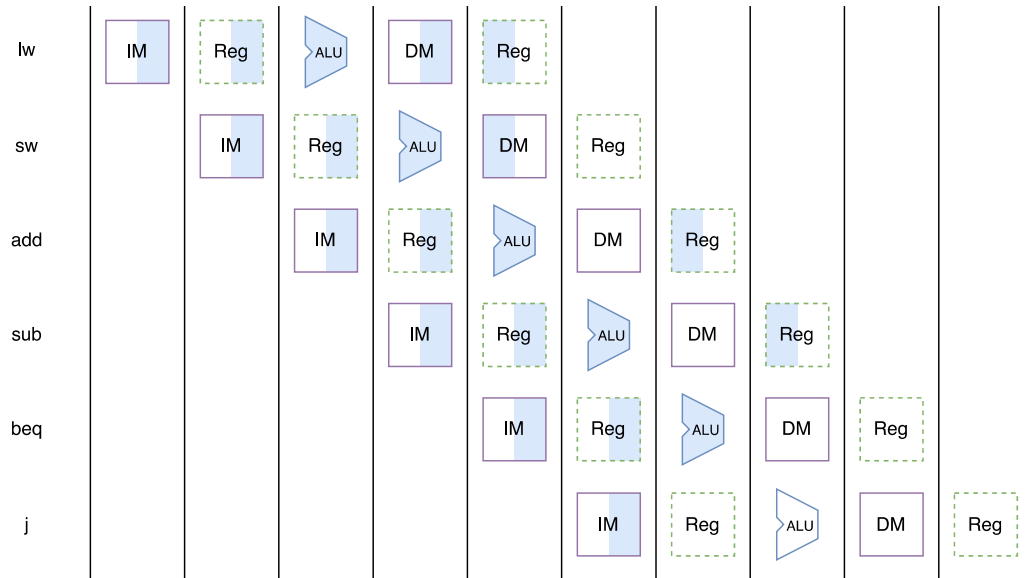 lw IM Reg ALU DM Reg
sw IM Reg ALU DM Reg
add IM Reg ALU DM Reg
sub IM Reg ALU DM Reg
beq IM Reg ALU DM Reg
j IM Reg ALU DM Reg